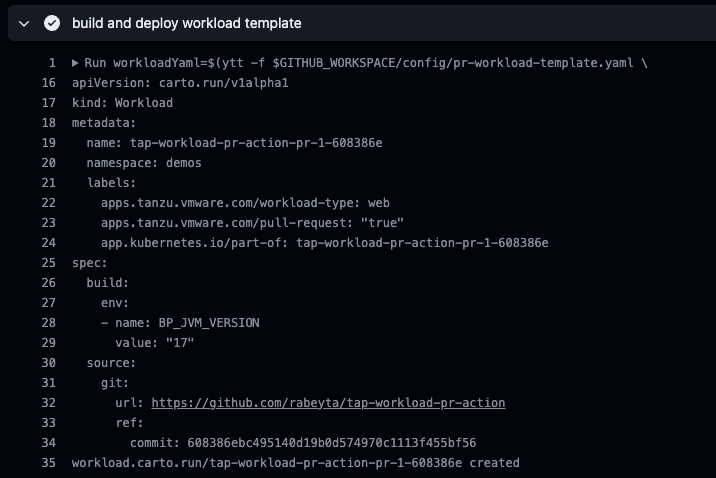 build and deploy workload template
1 ▶ Run workloadYaml=$(ytt -f $GITHUB_WORKSPACE/config/pr-workload-template.yaml \
16 apiVersion: carto.run/v1alpha1
17 kind: Workload
18 metadata:
19   name: tap-workload-pr-action-pr-1-608386e
20   namespace: demos
21   labels:
22     apps.tanzu.vmware.com/workload-type: web
23     apps.tanzu.vmware.com/pull-request: "true"
24     app.kubernetes.io/part-of: tap-workload-pr-action-pr-1-608386e
25 spec:
26   build:
27     env:
28     - name: BP_JVM_VERSION
29       value: "17"
30   source:
31     git:
32       url: https://github.com/rabeyta/tap-workload-pr-action
33       ref:
34         commit: 608386ebc495140d19b0d574970c1113f455bf56
35 workload.carto.run/tap-workload-pr-action-pr-1-608386e created